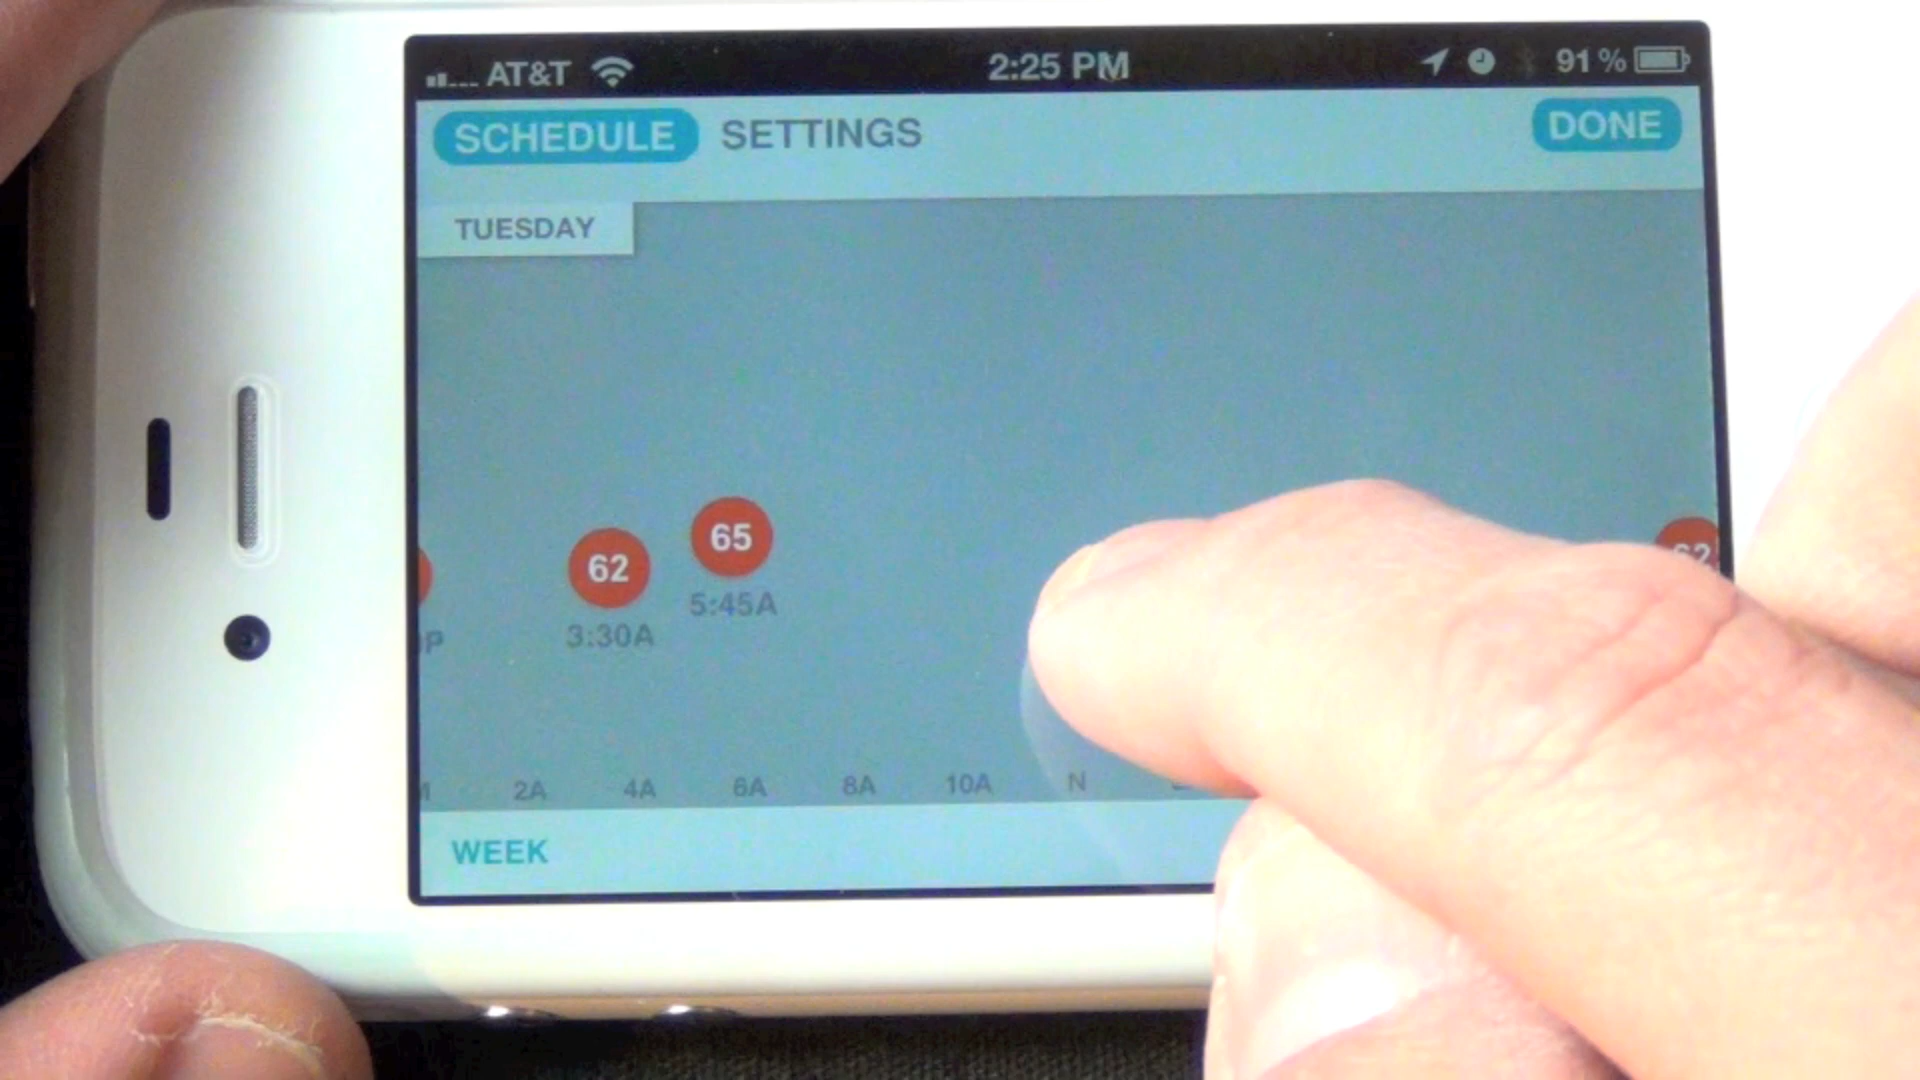 AT&T 2:25 PM 91%
SCHEDULE SETTINGS DONE
TUESDAY
62 65
3:30A 5:45A
62
2A 4A 6A 8A 10A N
WEEK